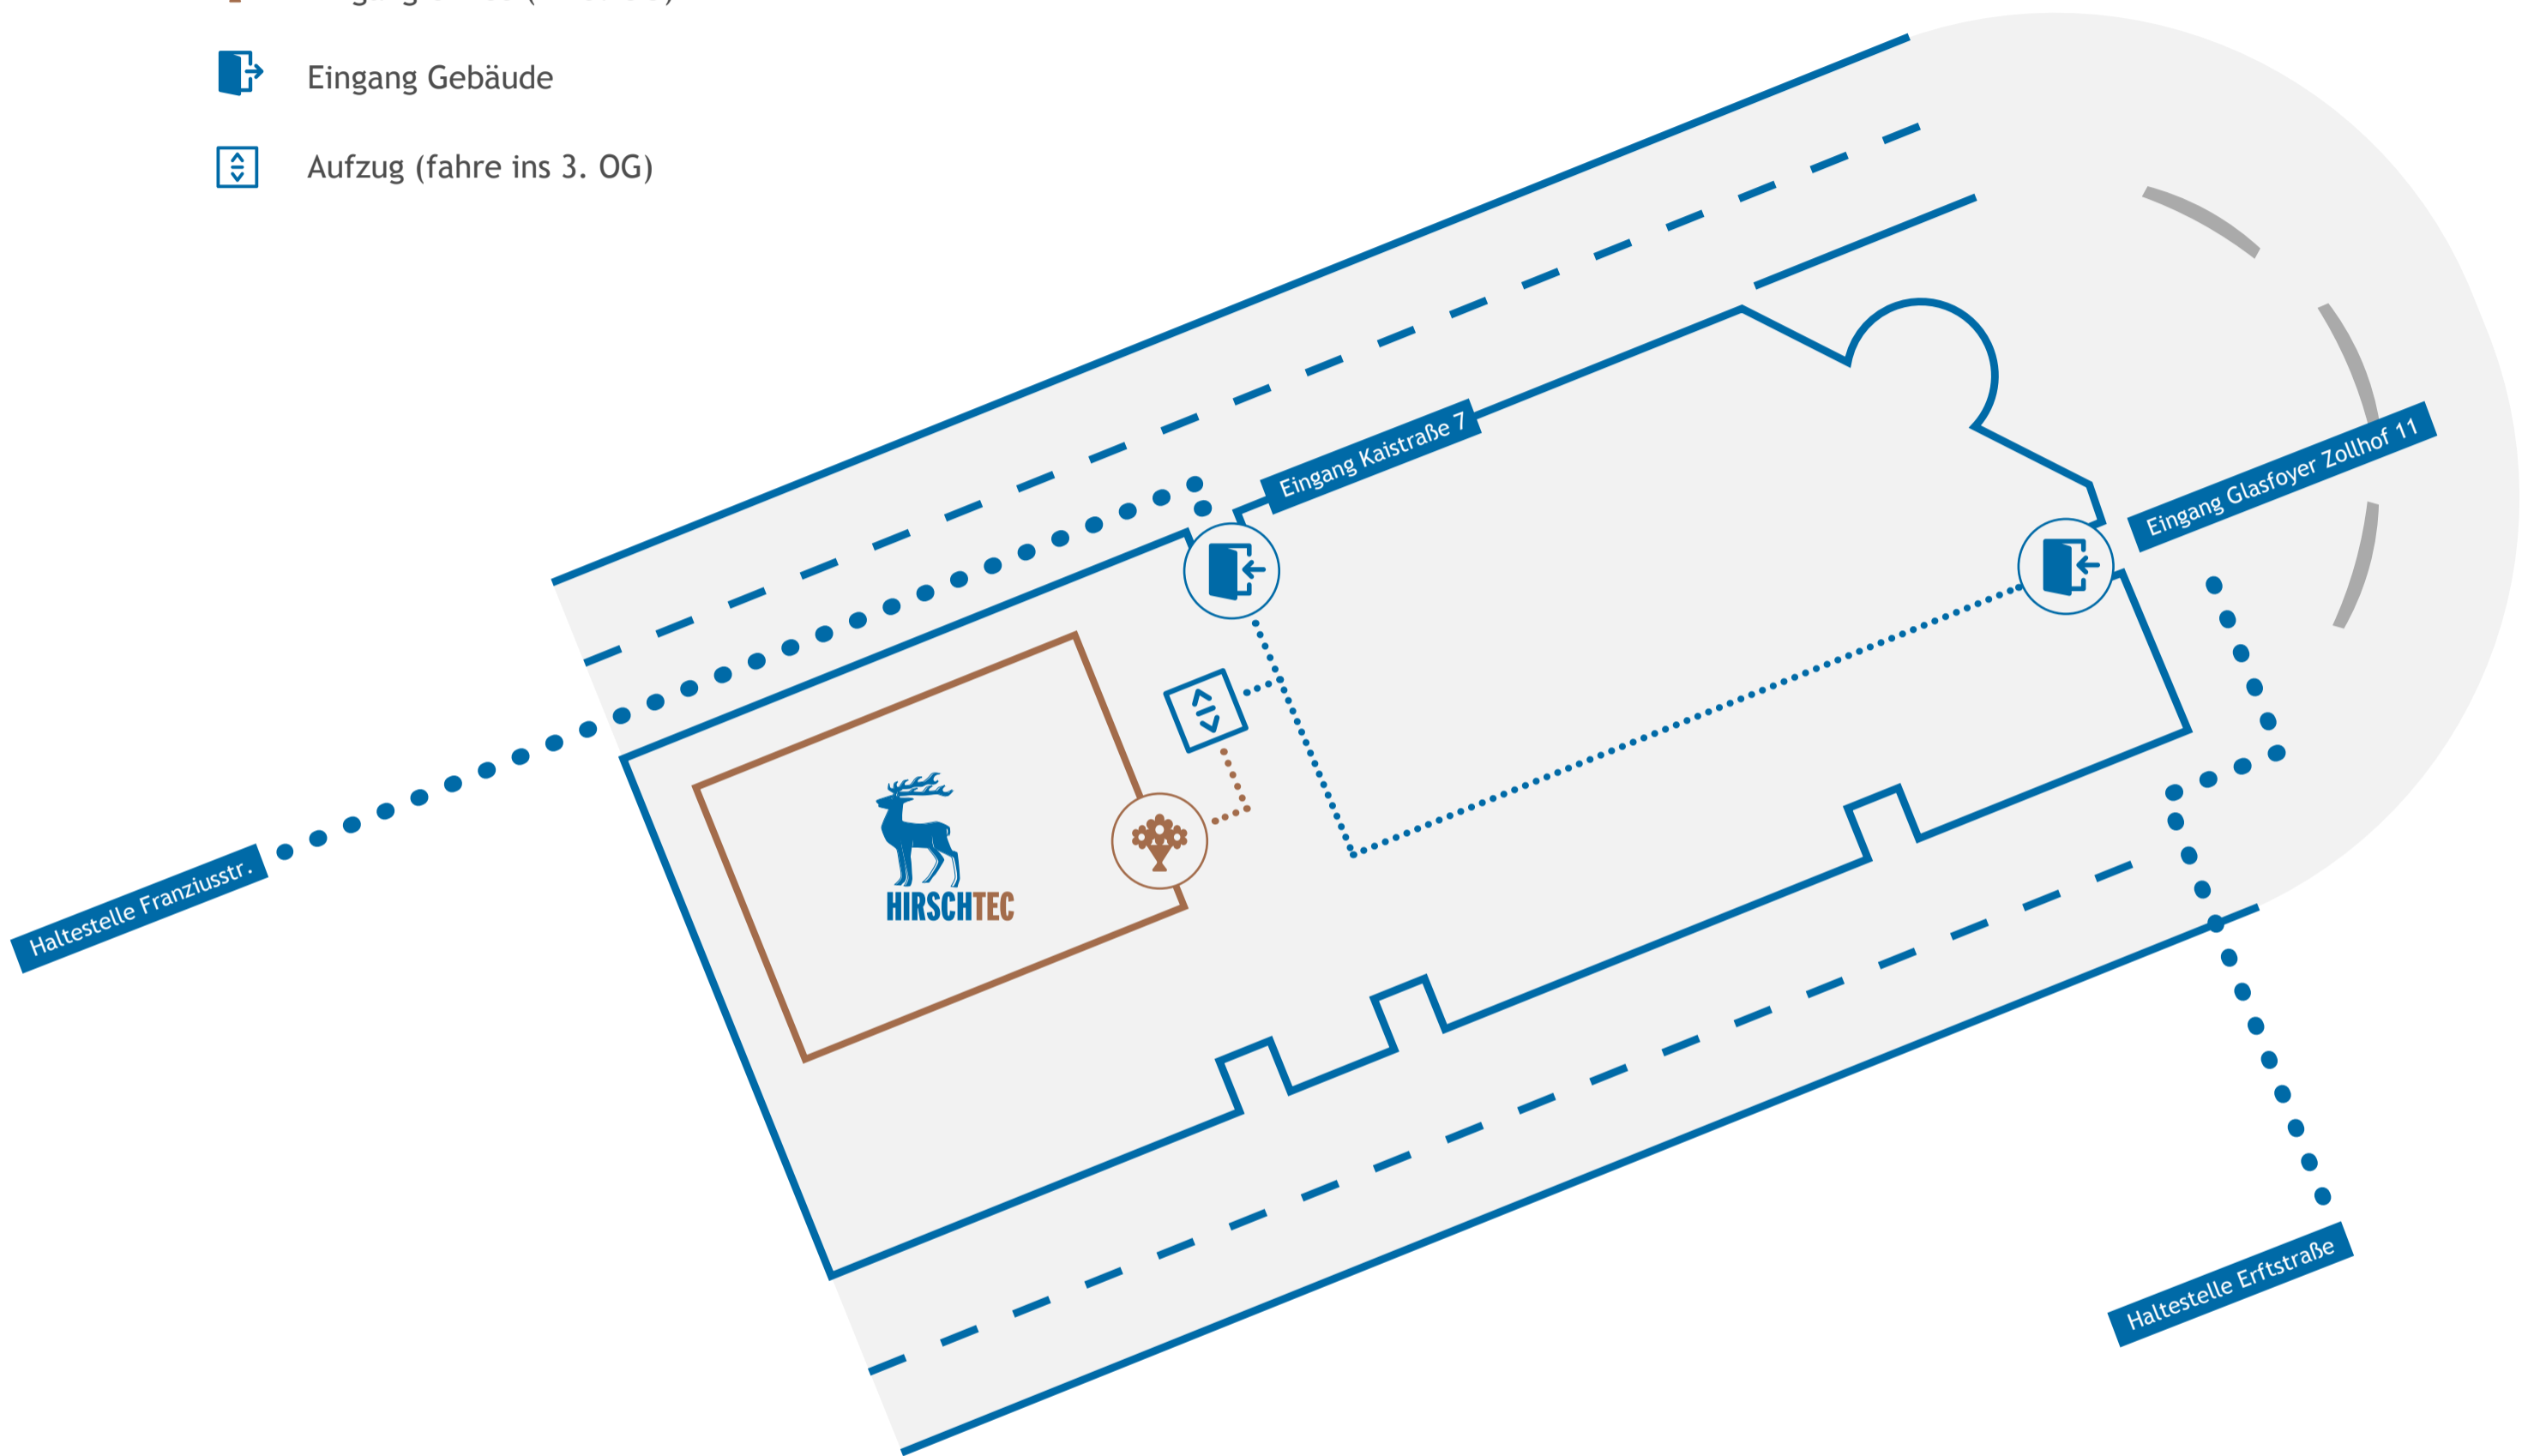 Eingang Gebäude
Aufzug (fahre ins 3. OG)
Eingang Kaistraße 7
Eingang Glasfoyer Zollhof 11
Haltestelle Franziusstr.
HIRSCHTEC
Haltestelle Erftstraße